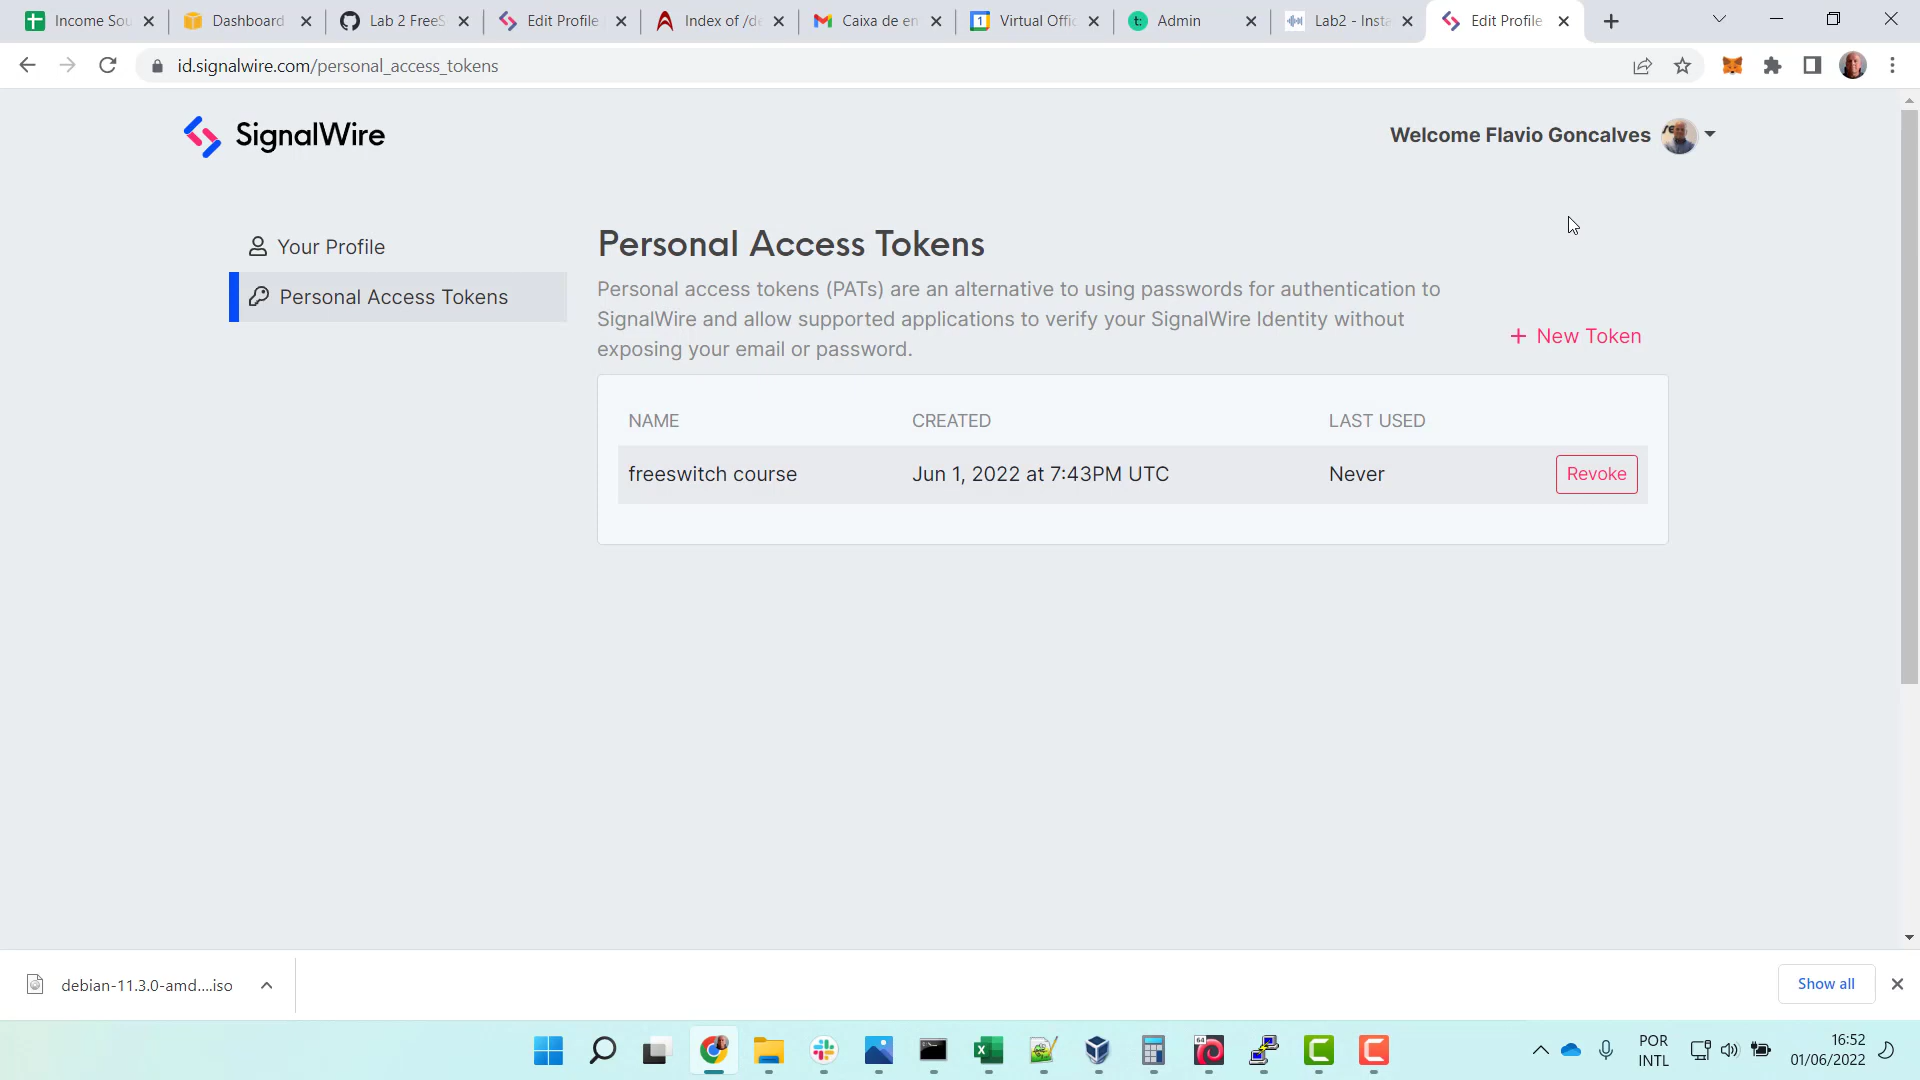 Income Sou
Dashboard
Lab 2 FreeS
Edit Profile
Index of /de
Caixa de en
Virtual Offic
Admin
Lab2 - Insta
Edit Profile
id.signalwire.com/personal_access_tokens
SignalWire
Welcome Flavio Goncalves
Your Profile
Personal Access Tokens
Personal Access Tokens
Personal access tokens (PATs) are an alternative to using passwords for authentication to
SignalWire and allow supported applications to verify your SignalWire Identity without
exposing your email or password.
+ New Token
NAME CREATED LAST USED
freeswitch course Jun 1, 2022 at 7:43PM UTC Never Revoke
debian-11.3.0-amd....iso
Show all
POR
INTL
16:52
01/06/2022